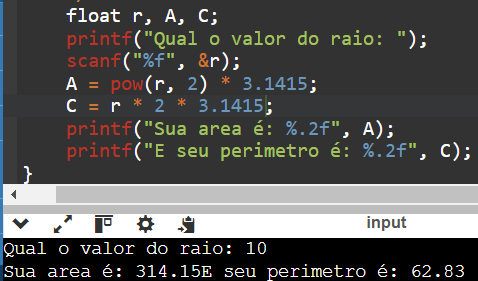 float r, A, C;
printf("Qual o valor do raio: ");
scanf("%f", &r);
A = pow(r, 2) * 3.1415;
C = r * 2 * 3.1415;
printf("Sua area é: %.2f", A);
printf("E seu perimetro é: %.2f", C);
}
input
Qual o valor do raio: 10
Sua area é: 314.15E seu perimetro é: 62.83